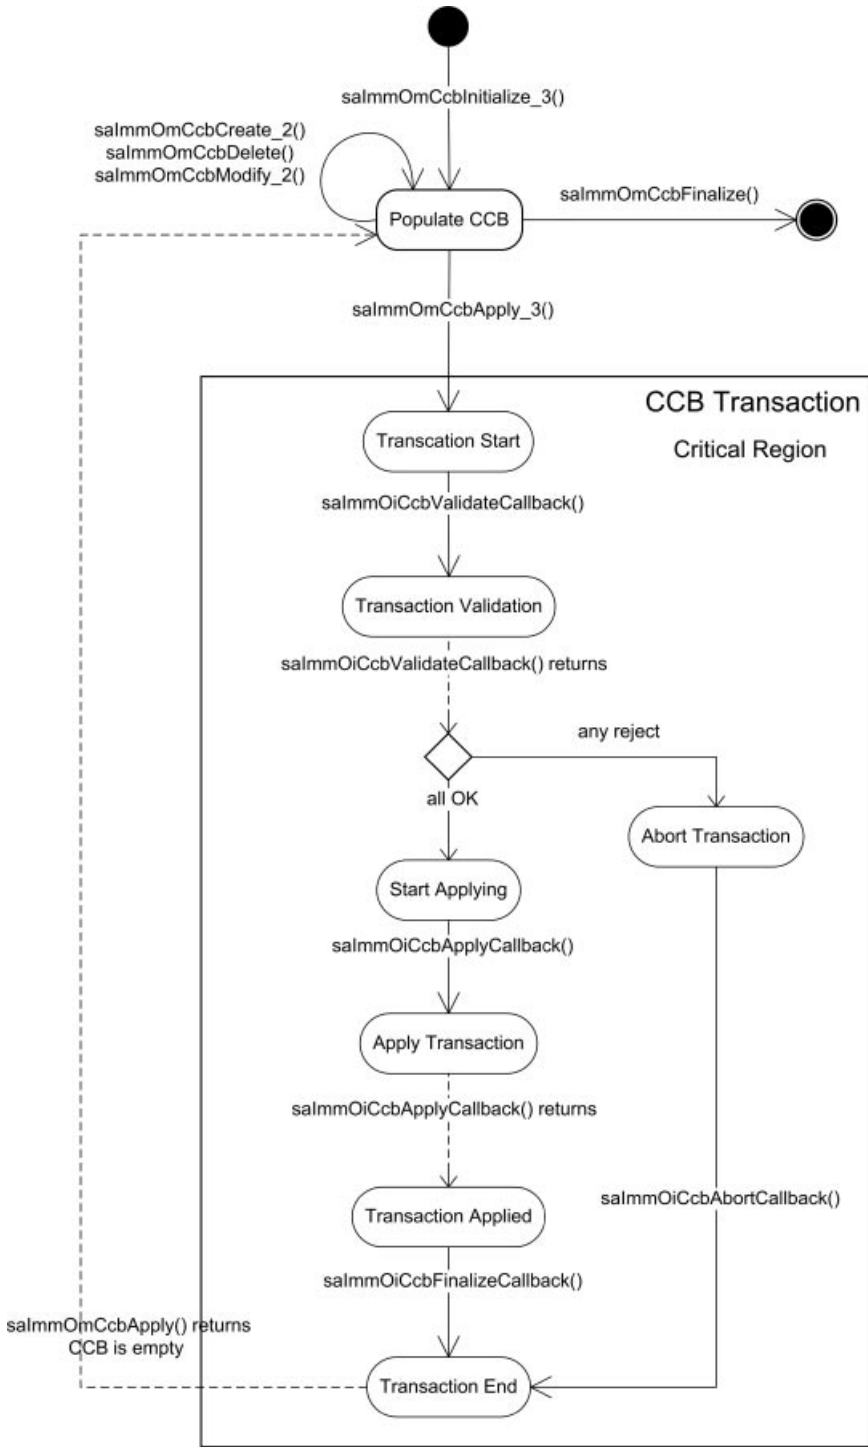 saImmOmCcbInitialize_3()
saImmOmCcbCreate_2()
saImmOmCcbDelete()
saImmOmCcbModify_2()
Populate CCB
saImmOmCcbFinalize()
saImmOmCcbApply_3()
CCB Transaction
Critical Region
Transcation Start
saImmOiCcbValidateCallback()
Transaction Validation
saImmOiCcbValidateCallback() returns
any reject
all OK
Abort Transaction
Start Applying
saImmOiCcbApplyCallback()
Apply Transaction
saImmOiCcbApplyCallback() returns
saImmOiCcbAbortCallback()
Transaction Applied
saImmOiCcbFinalizeCallback()
saImmOmCcbApply() returns
CCB is empty
Transaction End